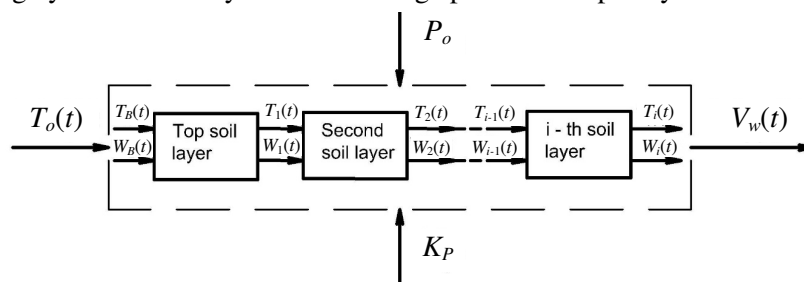 P_o
T_o(t)
T_B(t)
T_1(t)
T_2(t)
T_{i-1}(t)
T_i(t)
V_w(t)
Top soil
layer
Second
soil layer
i - th soil
layer
W_B(t)
W_1(t)
W_2(t)
W_{i-1}(t)
W_i(t)
K_P